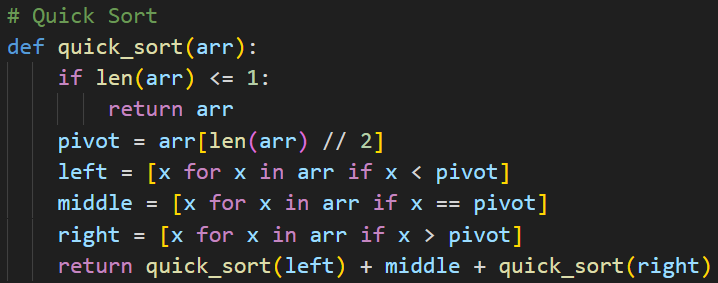 # Quick Sort
def quick_sort(arr):
    if len(arr) <= 1:
        return arr
    pivot = arr[len(arr) // 2]
    left = [x for x in arr if x < pivot]
    middle = [x for x in arr if x == pivot]
    right = [x for x in arr if x > pivot]
    return quick_sort(left) + middle + quick_sort(right)